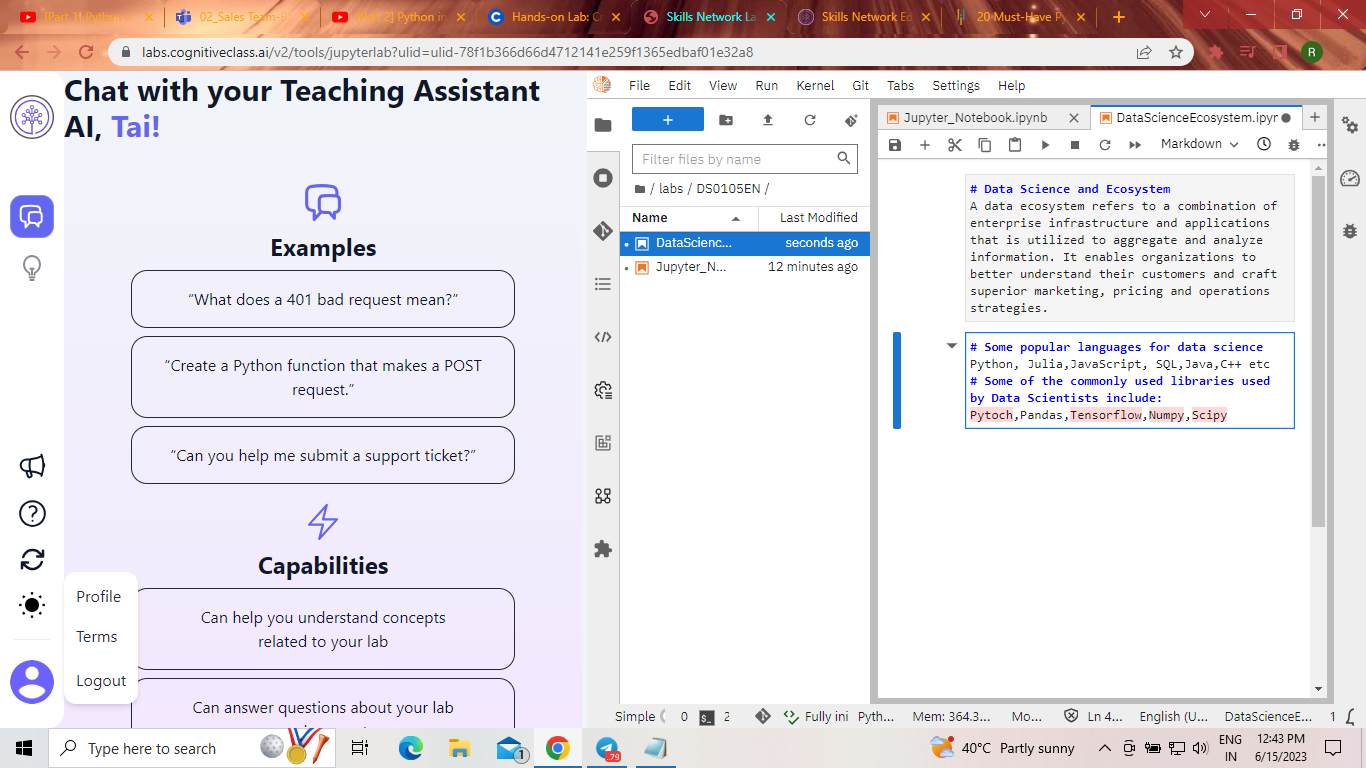 [Part 1] Python
02_Sales Team-
[Part 2] Python in
Hands-on Lab: C
Skills Network La
Skills Network Ed
20 Must-Have Py
labs.cognitiveclass.ai/v2/tools/jupyterlab?ulid=ulid-78f1b366d66d4712141e259f1365edbaf01e32a8
R
Chat with your Teaching Assistant
AI, Tai!
Examples
“What does a 401 bad request mean?”
“Create a Python function that makes a POST
request.”
“Can you help me submit a support ticket?”
Capabilities
Can help you understand concepts
related to your lab
Can answer questions about your lab
Profile
Terms
Logout
File Edit View Run Kernel Git Tabs Settings Help
Filter files by name
/ labs / DS0105EN /
Name Last Modified
DataScienc... seconds ago
Jupyter_N... 12 minutes ago
Jupyter_Notebook.ipynb
DataScienceEcosystem.ipyr
Markdown
# Data Science and Ecosystem
A data ecosystem refers to a combination of
enterprise infrastructure and applications
that is utilized to aggregate and analyze
information. It enables organizations to
better understand their customers and craft
superior marketing, pricing and operations
strategies.
# Some popular languages for data science
Python, Julia,JavaScript, SQL,Java,C++ etc
# Some of the commonly used libraries used
by Data Scientists include:
Pytoch,Pandas,Tensorflow,Numpy,Scipy
Simple 0 2 Fully ini Pyth... Mem: 364.3... Mo... Ln 4... English (U... DataScienceE... 1
Type here to search
1
79
40°C Partly sunny
ENG
IN
12:43 PM
6/15/2023